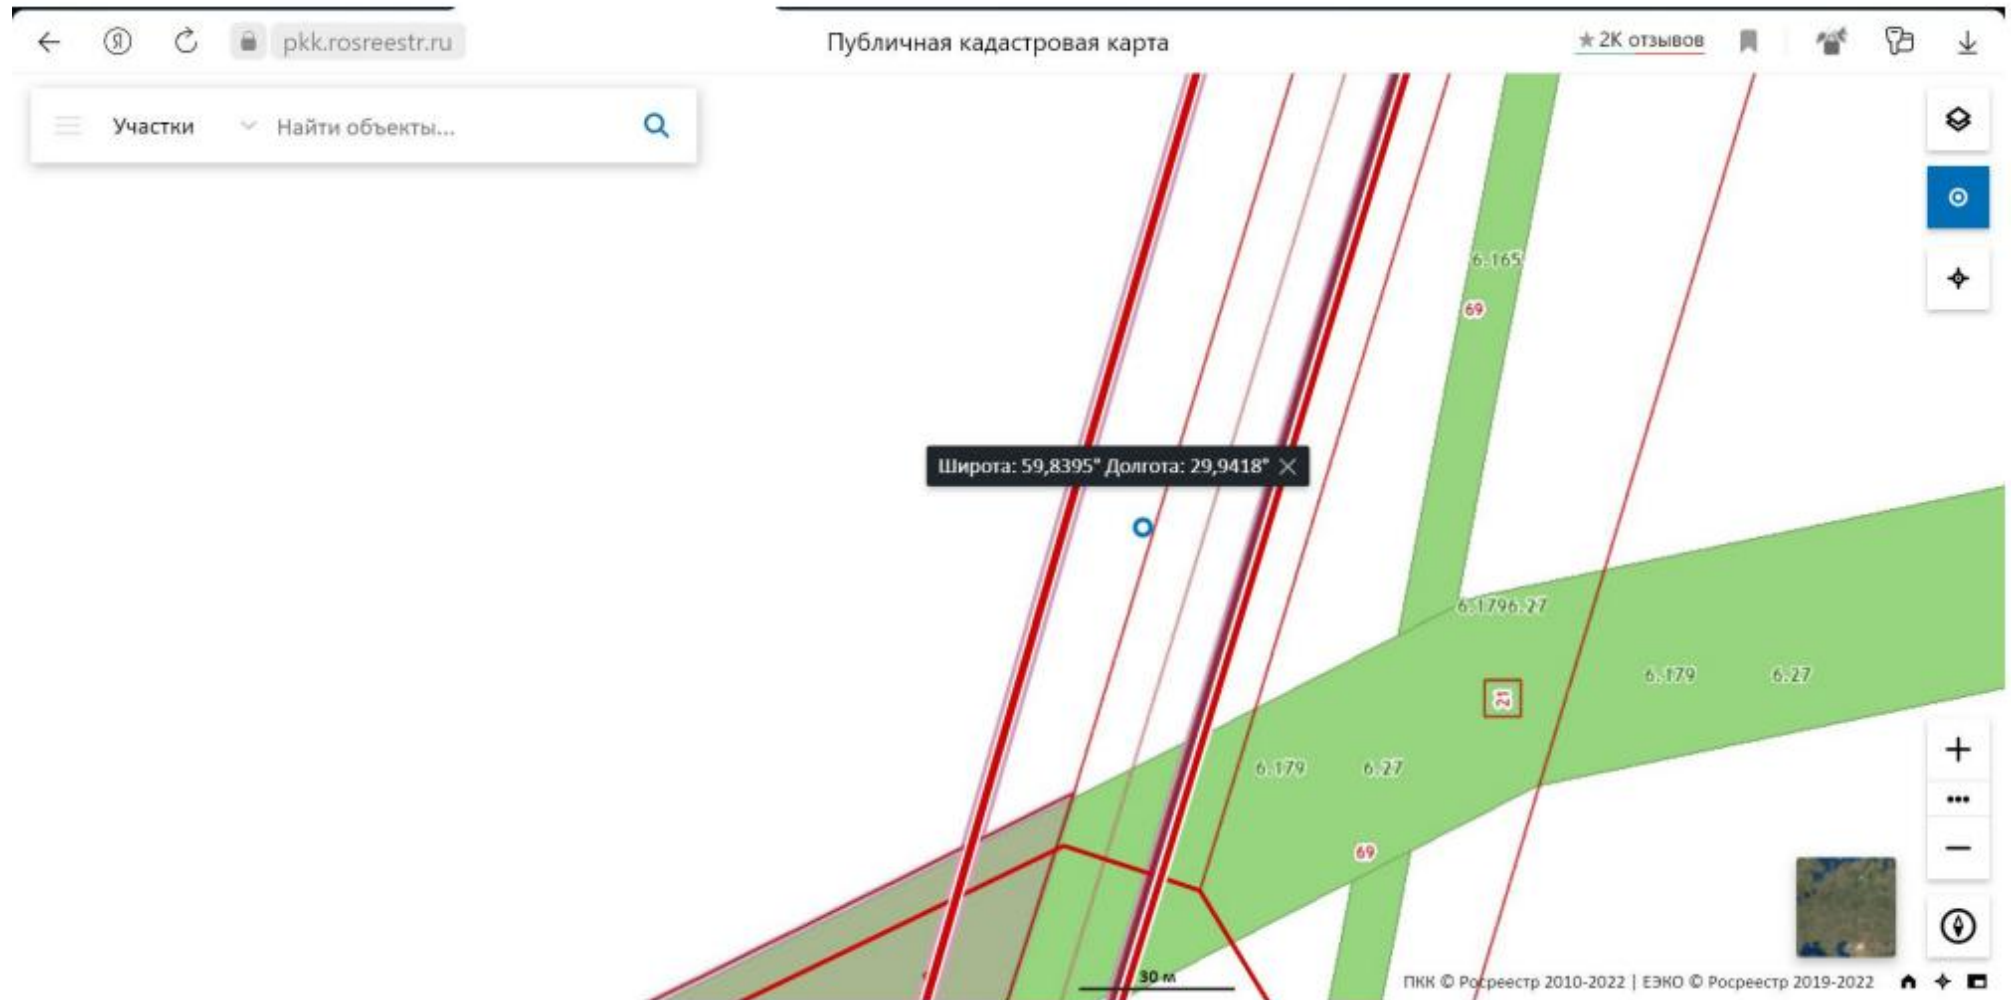 pkk.rosreestr.ru
Публичная кадастровая карта
★ 2К отзывов
Участки
Найти объекты...
6.165
69
Широта: 59,8395° Долгота: 29,9418°
6.1796.27
21
6.179
6.27
6.179
6.27
69
30 м
ПКК © Росреестр 2010-2022 | ЕЭКО © Росреестр 2019-2022